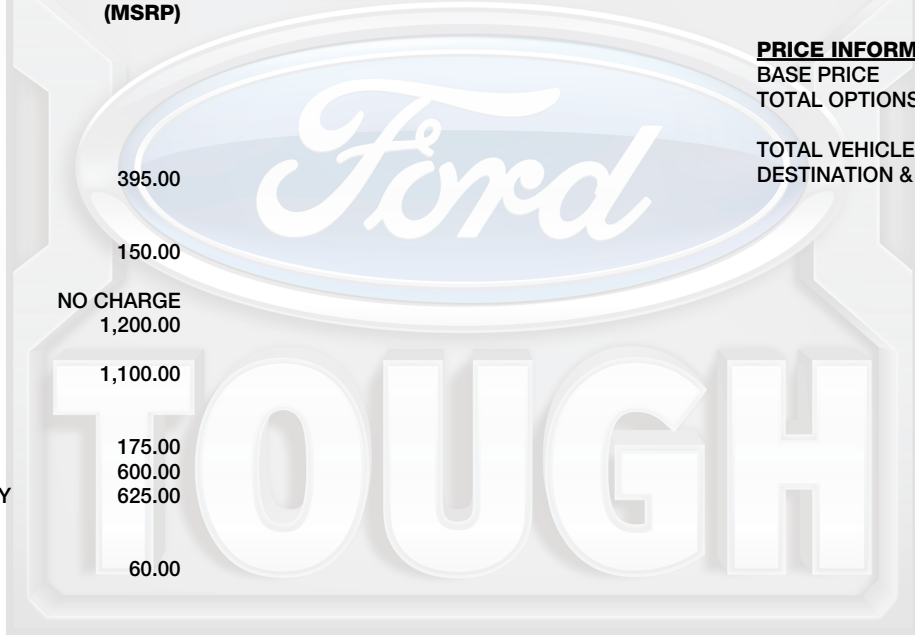 (MSRP)
PRICE INFORM
BASE PRICE
TOTAL OPTIONS
TOTAL VEHICLE
DESTINATION &
395.00
150.00
NO CHARGE
1,200.00
1,100.00
175.00
600.00
Y 625.00
60.00
Ford
TOUGH